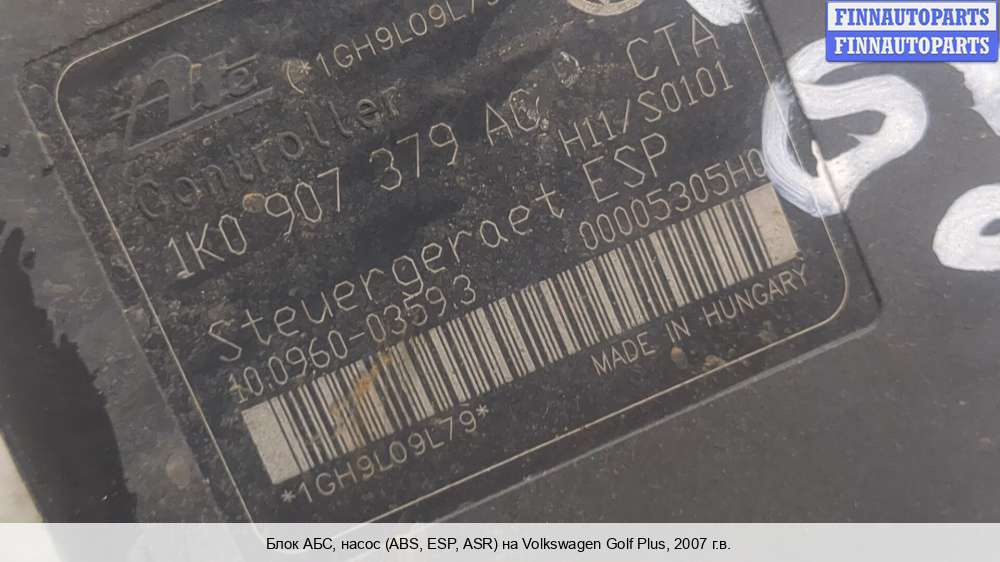 FINNAUTOPARTS
FINNAUTOPARTS
Ate
(*1GH9L09L79
CTA
Controller
H11/S0101
1K0 907 379 AC
Steuergeraet ESP
10.0960-0359.3
00005305H0
MADE IN HUNGARY
*1GH9L09L79*
Блок АБС, насос (ABS, ESP, ASR) на Volkswagen Golf Plus, 2007 г.в.